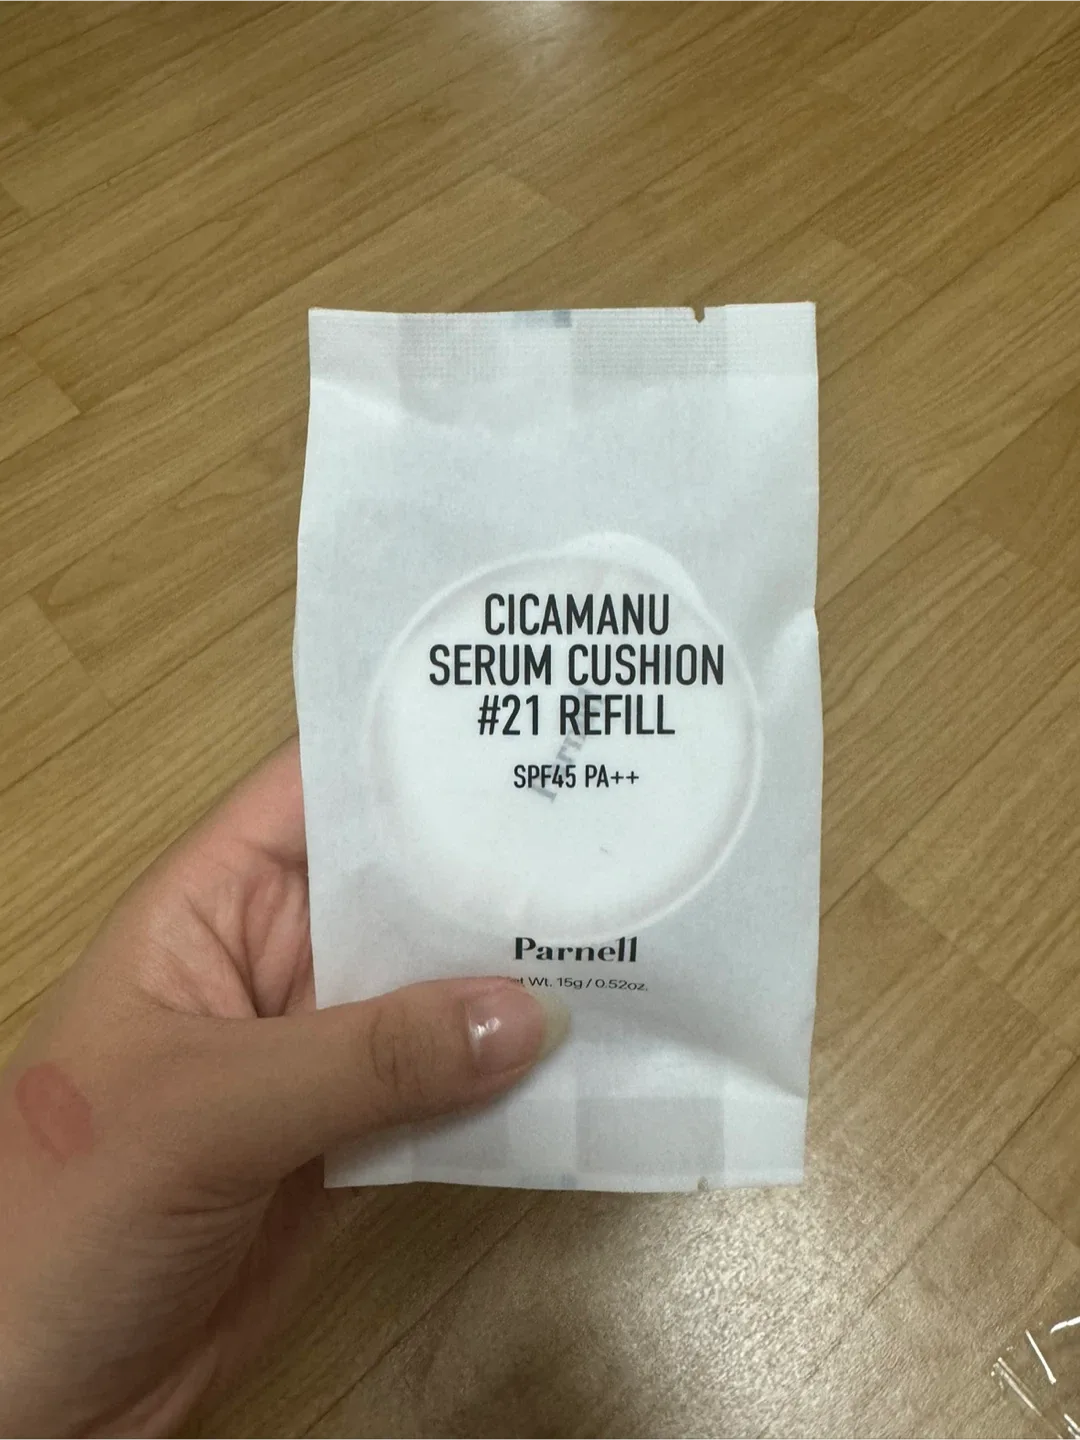 CICAMANU
SERUM CUSHION
#21 REFILL
SPF45 PA++
Parnell
Wt. 15g / 0.52oz.